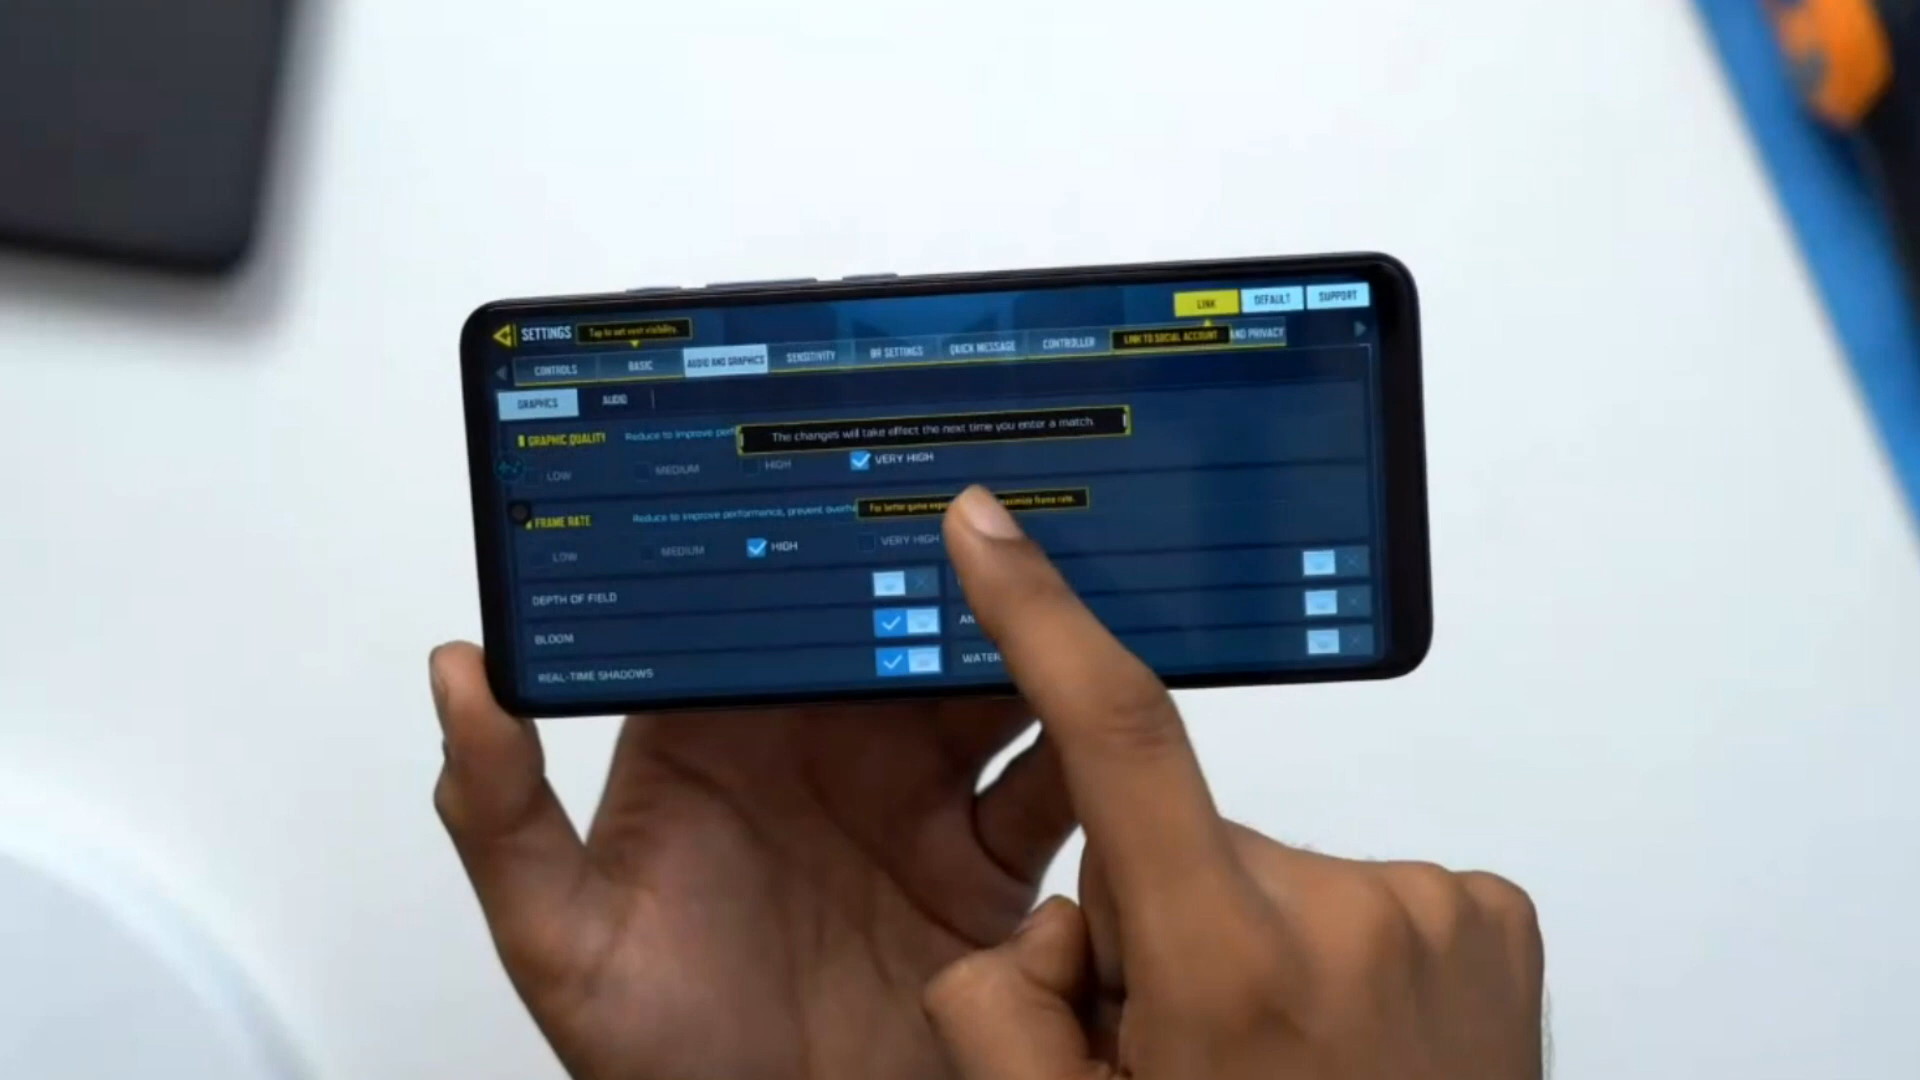 SETTINGS Tap to set vest visibility. LINK DEFAULT SUPPORT
CONTROLS BASIC AUDIO AND GRAPHICS SENSITIVITY BR SETTINGS QUICK MESSAGE CONTROLLER LINK TO SOCIAL ACCOUNT AND PRIVACY
GRAPHICS AUDIO
GRAPHIC QUALITY Reduce to improve perf The changes will take effect the next time you enter a match.
LOW MEDIUM HIGH VERY HIGH
FRAME RATE Reduce to improve performance, prevent overh For better game expe maximize frame rate.
LOW MEDIUM HIGH VERY HIGH
DEPTH OF FIELD
BLOOM AN
REAL-TIME SHADOWS WATER